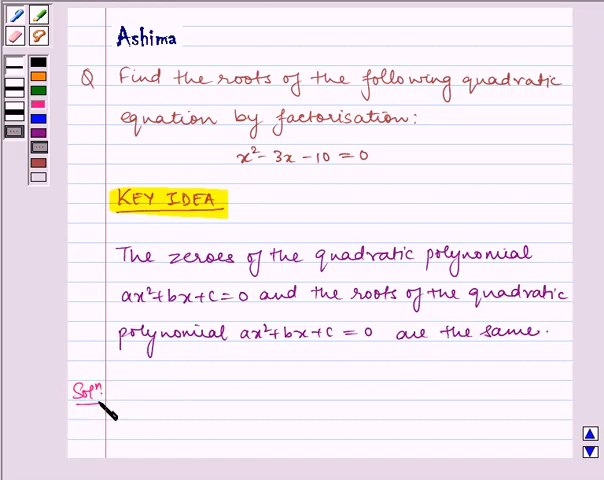 Ashima
Q Find the roots of the following quadratic
equation by factorisation:
x² - 3x - 10 = 0
KEY IDEA
The zeroes of the quadratic polynomial
ax² + bx + c = 0 and the roots of the quadratic
polynomial ax² + bx + c = 0 are the same.
Solⁿ: